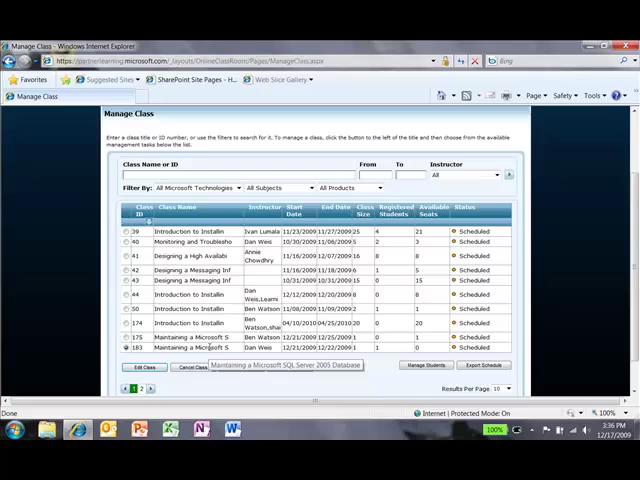 Manage Class - Windows Internet Explorer
https://partnerlearning.microsoft.com/_layouts/OnlineClassRoom/Pages/ManageClass.aspx
Bing
Favorites Suggested Sites SharePoint Site Pages - H... Web Slice Gallery
Manage Class Page Safety Tools
Manage Class
Enter a class title or ID number, or use the filters to search for it. To manage a class, click the button to the left of the title and then choose from the available
management tasks below the list.
Class Name or ID From To Instructor
All
Filter By: All Microsoft Technologies All Subjects All Products
Class ID Class Name Instructor Start Date End Date Class Size Registered Students Available Seats Status
39 Introduction to Installin Ivan Lumala 11/23/2009 11/27/2009 25 4 21 Scheduled
40 Monitoring and Troublesho Dan Weis 10/30/2009 11/06/2009 5 2 3 Scheduled
41 Designing a High Availabi Annie Chowdhry 11/16/2009 12/07/2009 16 8 8 Scheduled
42 Designing a Messaging Inf 11/16/2009 11/18/2009 6 1 5 Scheduled
43 Designing a Messaging Inf 10/31/2009 10/31/2009 15 0 15 Scheduled
44 Introduction to Installin Dan Weis,Learni 12/12/2009 12/20/2009 8 0 8 Scheduled
50 Introduction to Installin Ben Watson 11/08/2009 11/09/2009 2 1 1 Scheduled
174 Introduction to Installin Ben Watson,shai 04/10/2010 04/25/2010 20 0 20 Scheduled
175 Maintaining a Microsoft S Ben Watson 12/21/2009 12/23/2009 1 0 1 Scheduled
183 Maintaining a Microsoft S Dan Weis 12/21/2009 12/22/2009 1 1 0 Scheduled
Edit Class Cancel Class Maintaining a Microsoft SQL Server 2005 Database Manage Students Export Schedule
1 2 Results Per Page 10
Done Internet | Protected Mode: On 100%
100% 3:36 PM
12/17/2009